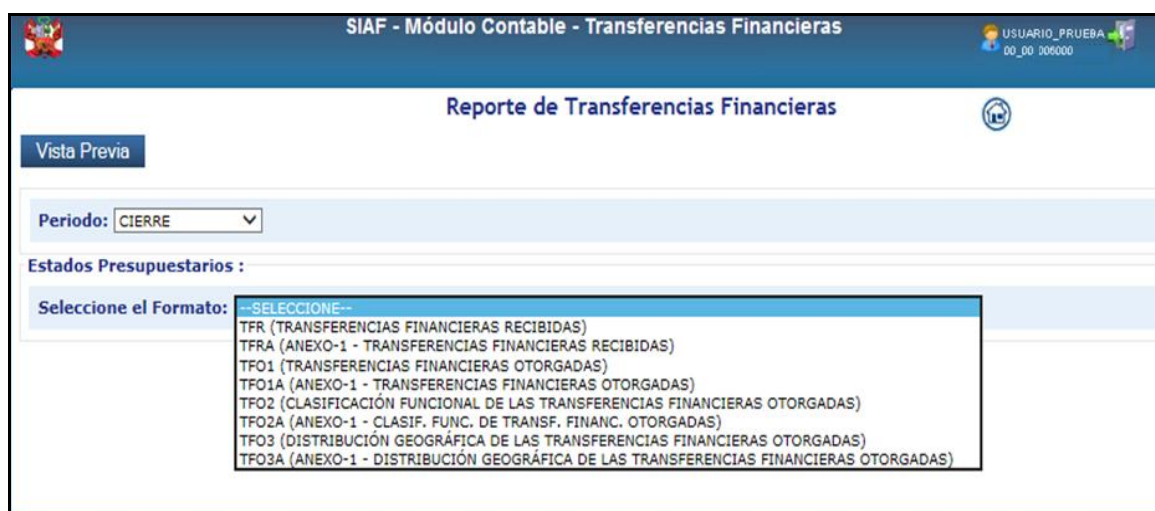 SIAF - Módulo Contable - Transferencias Financieras
USUARIO_PRUEBA
00_00 006000
Reporte de Transferencias Financieras
Vista Previa
Periodo: CIERRE
Estados Presupuestarios :
Seleccione el Formato: --SELECCIONE--
TFR (TRANSFERENCIAS FINANCIERAS RECIBIDAS)
TFRA (ANEXO-1 - TRANSFERENCIAS FINANCIERAS RECIBIDAS)
TFO1 (TRANSFERENCIAS FINANCIERAS OTORGADAS)
TFO1A (ANEXO-1 - TRANSFERENCIAS FINANCIERAS OTORGADAS)
TFO2 (CLASIFICACIÓN FUNCIONAL DE LAS TRANSFERENCIAS FINANCIERAS OTORGADAS)
TFO2A (ANEXO-1 - CLASIF. FUNC. DE TRANSF. FINANC. OTORGADAS)
TFO3 (DISTRIBUCIÓN GEOGRÁFICA DE LAS TRANSFERENCIAS FINANCIERAS OTORGADAS)
TFO3A (ANEXO-1 - DISTRIBUCIÓN GEOGRÁFICA DE LAS TRANSFERENCIAS FINANCIERAS OTORGADAS)